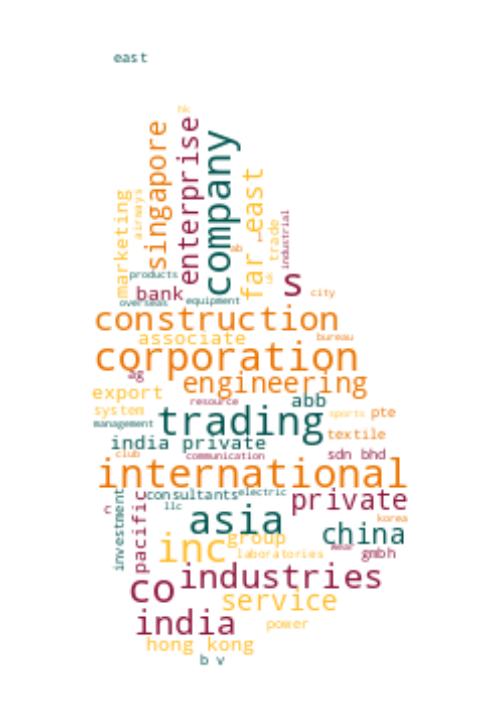 east
hk
singapore
enterprise
company
marketing
airways
far east
trade
industrial
ab
uk
products
bank
overseas
equipment
s
city
construction
associate
bureau
corporation
ag
engineering
export
resource
abb
system
trading
sports
pte
management
textile
india private
club
communication
sdn bhd
international
investment
consultants
electric
private
c
pacific
llc
asia
korea
china
inc
group
wear
gmbh
laboratories
co
industries
service
india
power
hong kong
b v